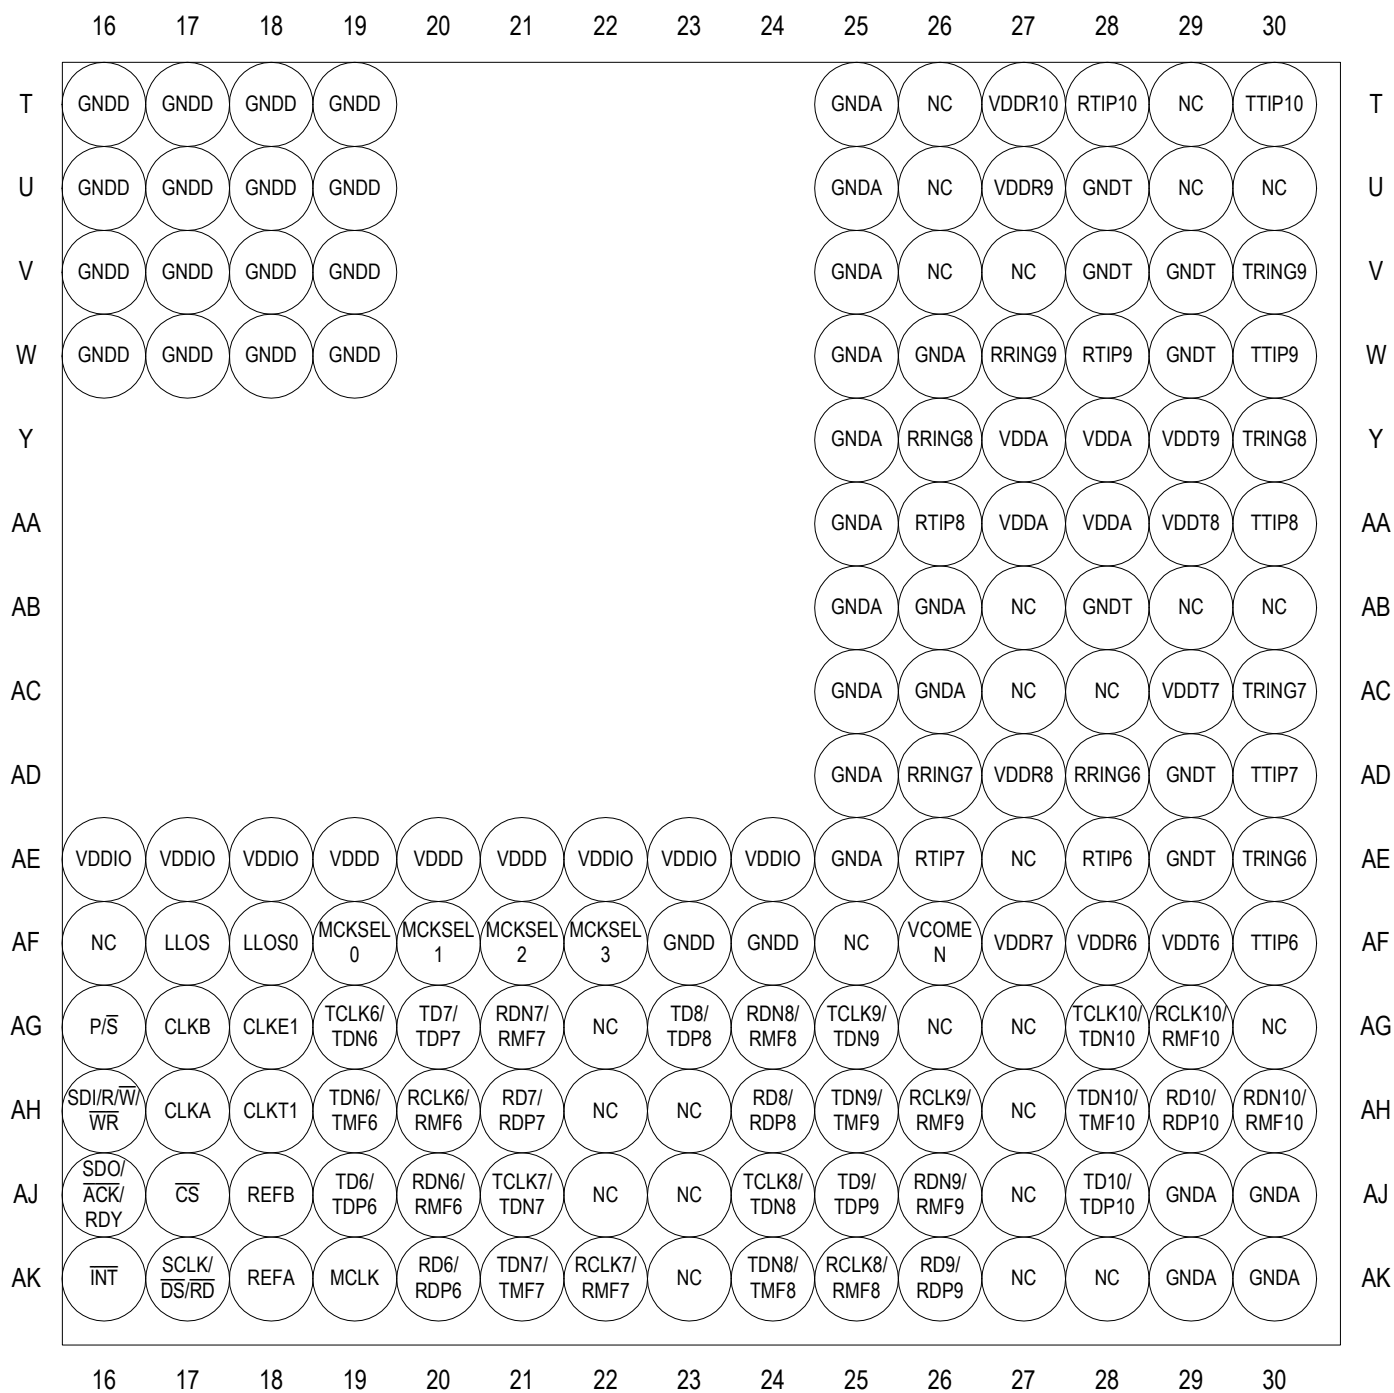 16 17 18 19 20 21 22 23 24 25 26 27 28 29 30
T GNDD GNDD GNDD GNDD GNDA NC VDDR10 RTIP10 NC TTIP10 T
U GNDD GNDD GNDD GNDD GNDA NC VDDR9 GNDT NC NC U
V GNDD GNDD GNDD GNDD GNDA NC NC GNDT GNDT TRING9 V
W GNDD GNDD GNDD GNDD GNDA GNDA RRING9 RTIP9 GNDT TTIP9 W
Y GNDA RRING8 VDDA VDDA VDDT9 TRING8 Y
AA GNDA RTIP8 VDDA VDDA VDDT8 TTIP8 AA
AB GNDA GNDA NC GNDT NC NC AB
AC GNDA GNDA NC NC VDDT7 TRING7 AC
AD GNDA RRING7 VDDR8 RRING6 GNDT TTIP7 AD
AE VDDIO VDDIO VDDIO VDDD VDDD VDDD VDDIO VDDIO VDDIO GNDA RTIP7 NC RTIP6 GNDT TRING6 AE
AF NC LLOS LLOS0 MCKSEL 0 MCKSEL 1 MCKSEL 2 MCKSEL 3 GNDD GNDD NC VCOME N VDDR7 VDDR6 VDDT6 TTIP6 AF
AG P/S̅ CLKB CLKE1 TCLK6/ TDN6 TD7/ TDP7 RDN7/ RMF7 NC TD8/ TDP8 RDN8/ RMF8 TCLK9/ TDN9 NC NC TCLK10/ TDN10 RCLK10/ RMF10 NC AG
AH SDI/R/W̅/ W̅R̅ CLKA CLKT1 TDN6/ TMF6 RCLK6/ RMF6 RD7/ RDP7 NC NC RD8/ RDP8 TDN9/ TMF9 RCLK9/ RMF9 NC TDN10/ TMF10 RD10/ RDP10 RDN10/ RMF10 AH
AJ SDO/ A̅C̅K̅/ RDY C̅S̅ REFB TD6/ TDP6 RDN6/ RMF6 TCLK7/ TDN7 NC NC TCLK8/ TDN8 TD9/ TDP9 RDN9/ RMF9 NC TD10/ TDP10 GNDA GNDA AJ
AK I̅N̅T̅ SCLK/ D̅S̅/R̅D̅ REFA MCLK RD6/ RDP6 TDN7/ TMF7 RCLK7/ RMF7 NC TDN8/ TMF8 RCLK8/ RMF8 RD9/ RDP9 NC NC GNDA GNDA AK
16 17 18 19 20 21 22 23 24 25 26 27 28 29 30